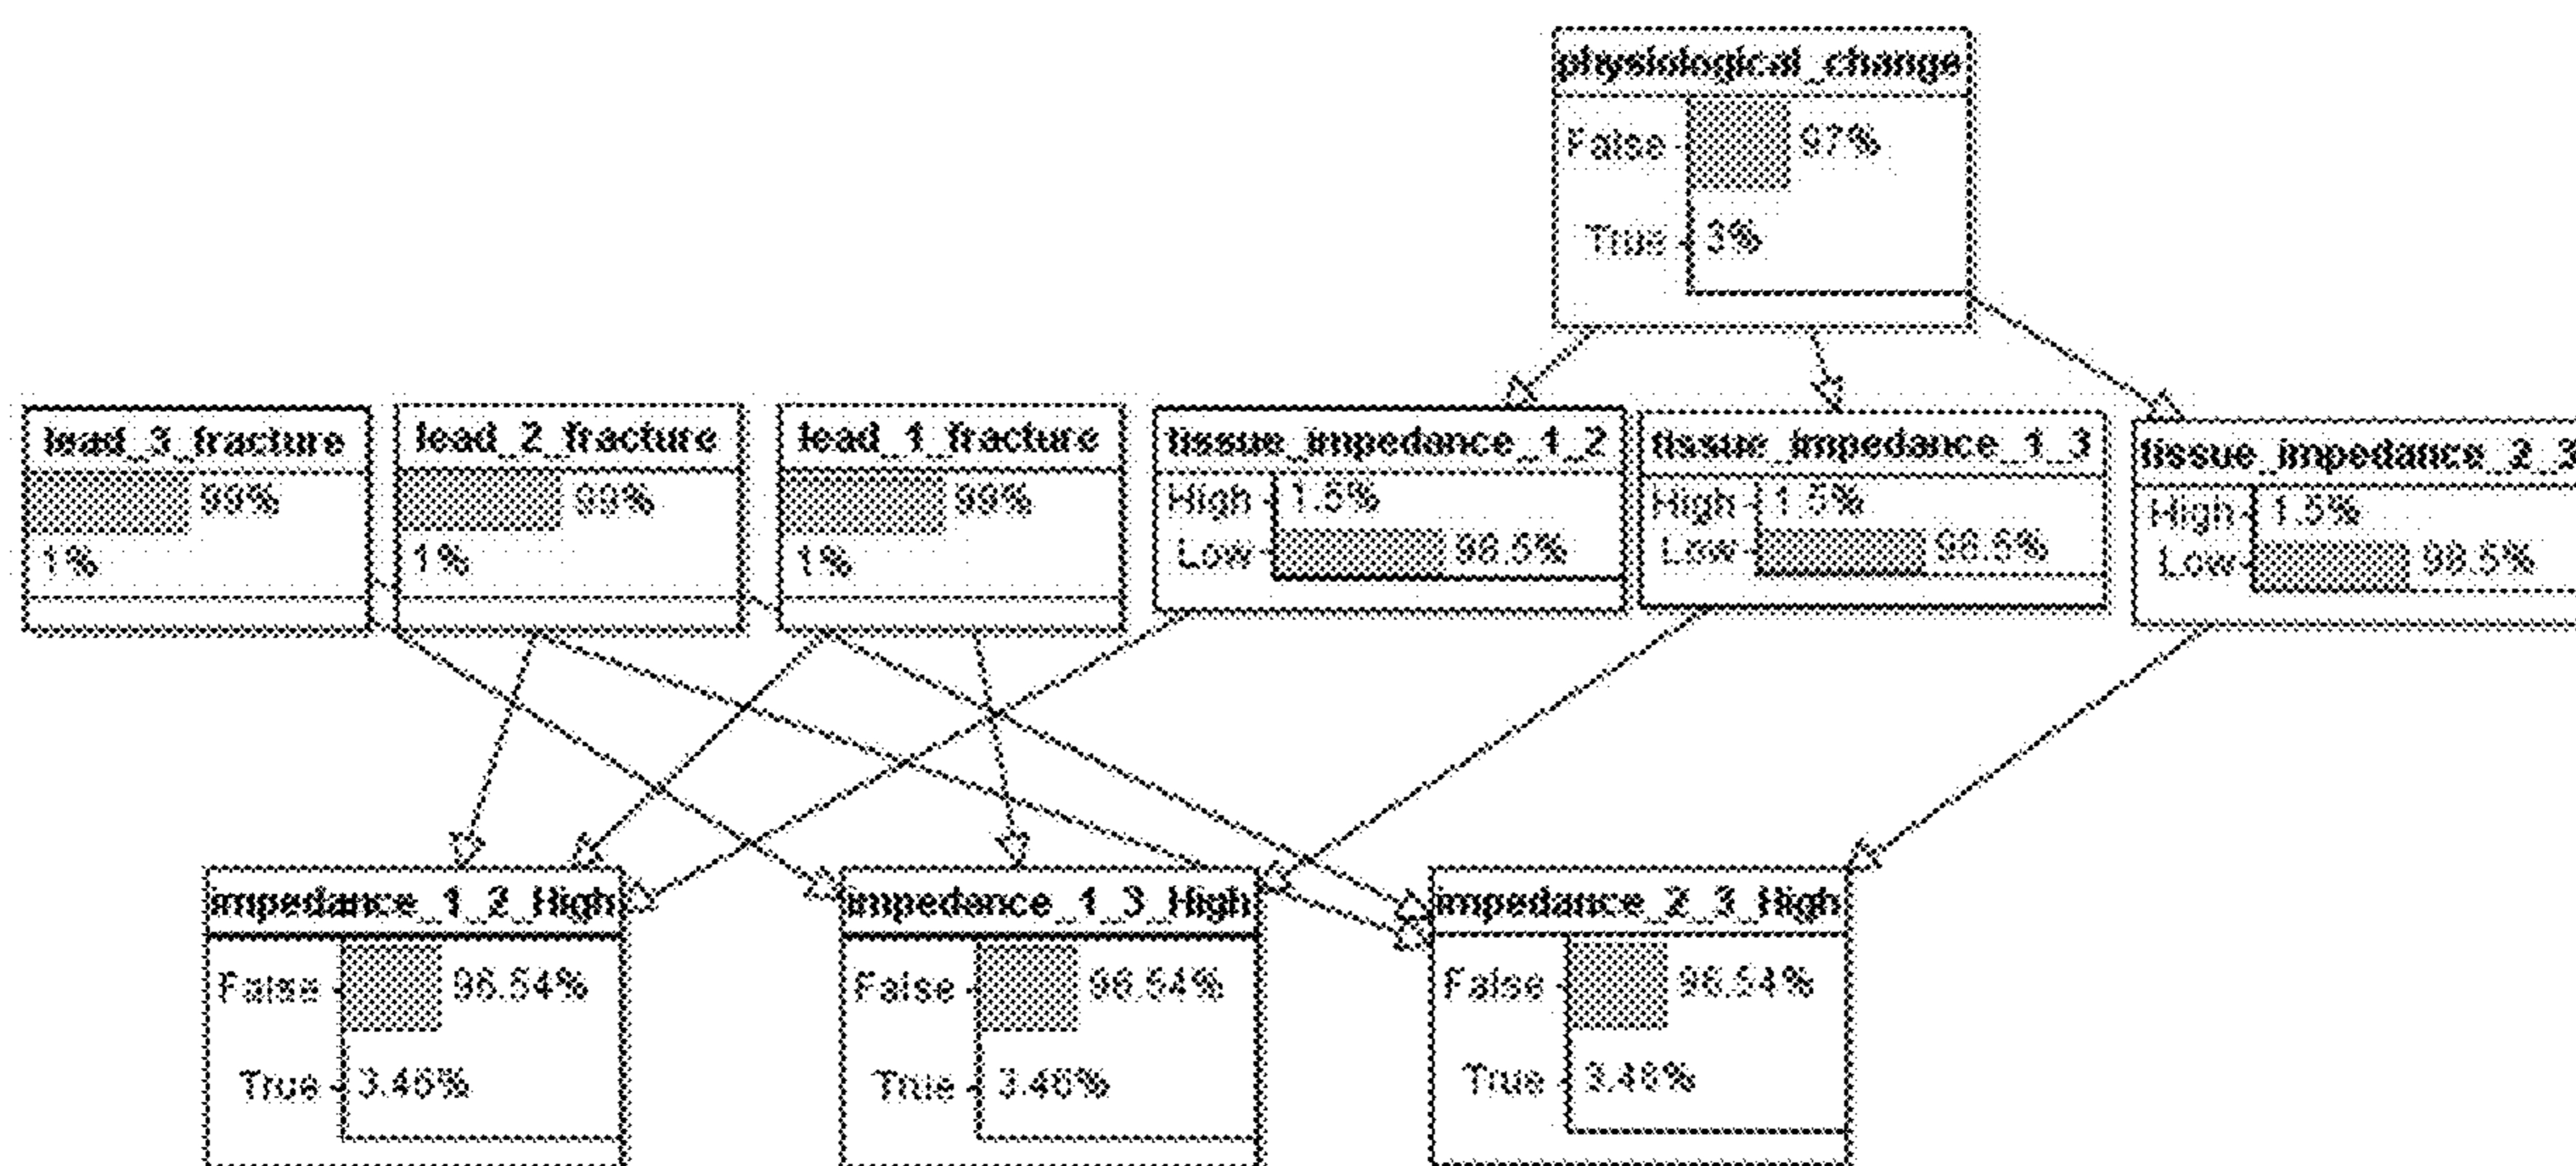 physiological_change
False 97%
True 3%
lead_3_fracture
99%
1%
lead_2_fracture
99%
1%
lead_1_fracture
99%
1%
tissue_impedance_1_2
High 1.5%
Low 98.5%
tissue_impedance_1_3
High 1.5%
Low 98.5%
tissue_impedance_2_3
High 1.5%
Low 98.5%
impedance_1_2_High
False 96.54%
True 3.46%
impedance_1_3_High
False 96.54%
True 3.46%
impedance_2_3_High
False 96.54%
True 3.46%